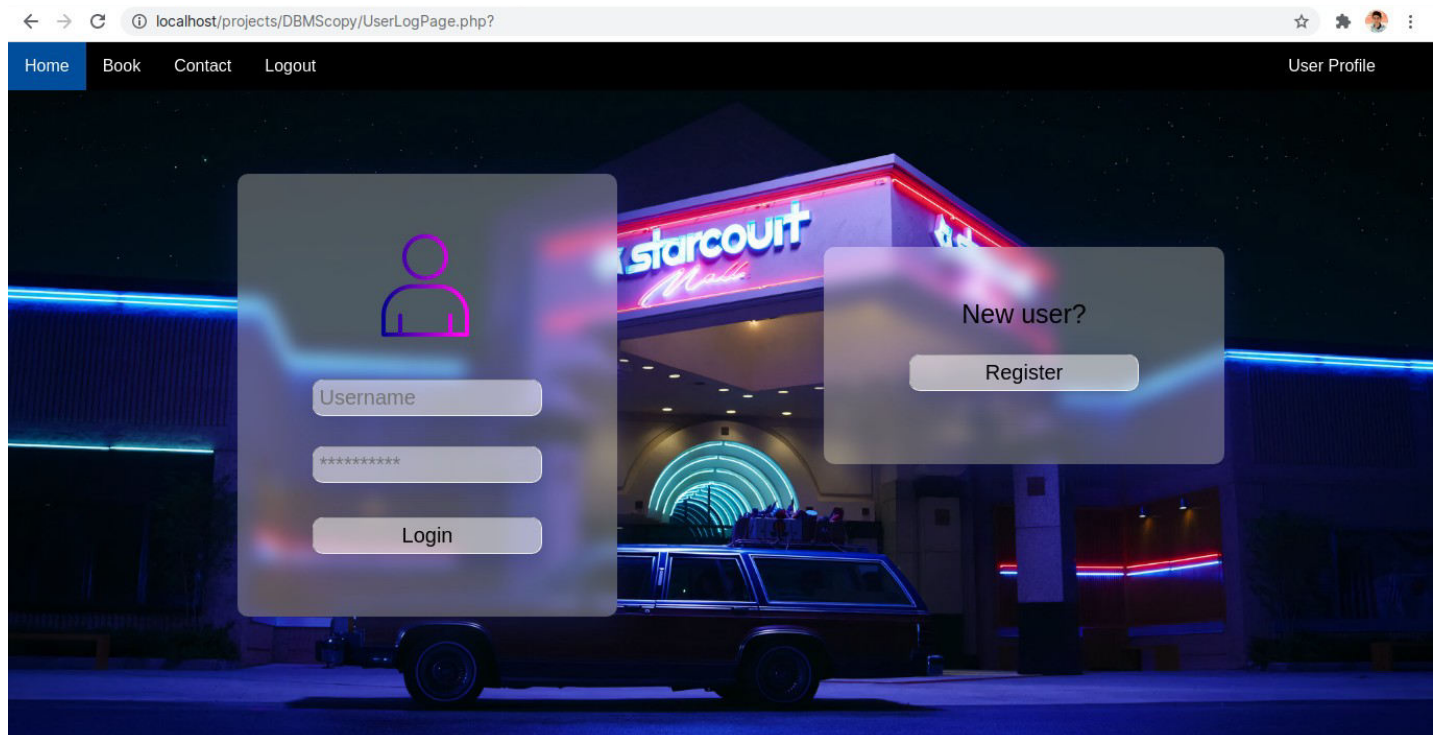 localhost/projects/DBMScopy/UserLogPage.php?
Home Book Contact Logout User Profile
starcourt
Mall
New user?
Register
Username
**********
Login